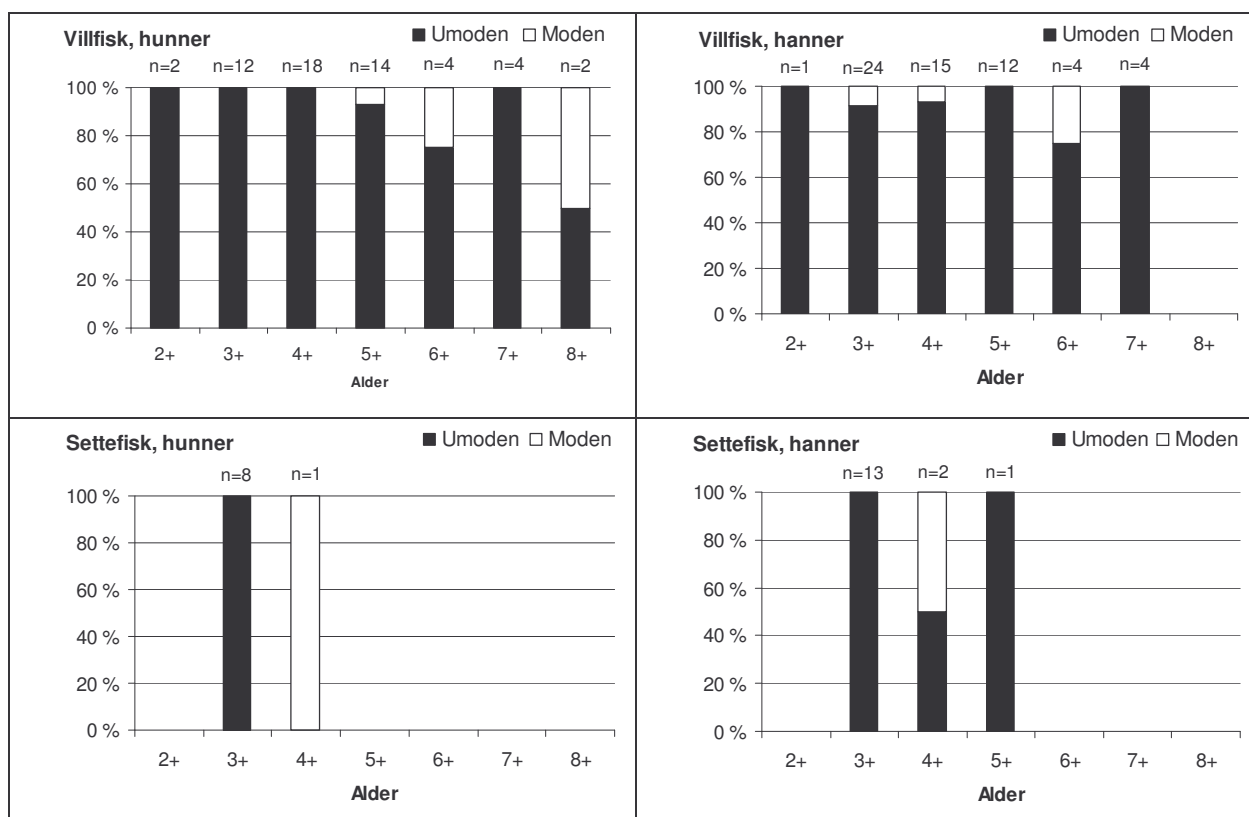 Villfisk, hunner ■ Umoden □ Moden
n=2 n=12 n=18 n=14 n=4 n=4 n=2
100 %
80 %
60 %
40 %
20 %
0 %
2+ 3+ 4+ 5+ 6+ 7+ 8+
Alder
Villfisk, hanner ■ Umoden □ Moden
n=1 n=24 n=15 n=12 n=4 n=4
100 %
80 %
60 %
40 %
20 %
0 %
2+ 3+ 4+ 5+ 6+ 7+ 8+
Alder
Settefisk, hunner ■ Umoden □ Moden
n=8 n=1
100 %
80 %
60 %
40 %
20 %
0 %
2+ 3+ 4+ 5+ 6+ 7+ 8+
Alder
Settefisk, hanner ■ Umoden □ Moden
n=13 n=2 n=1
100 %
80 %
60 %
40 %
20 %
0 %
2+ 3+ 4+ 5+ 6+ 7+ 8+
Alder